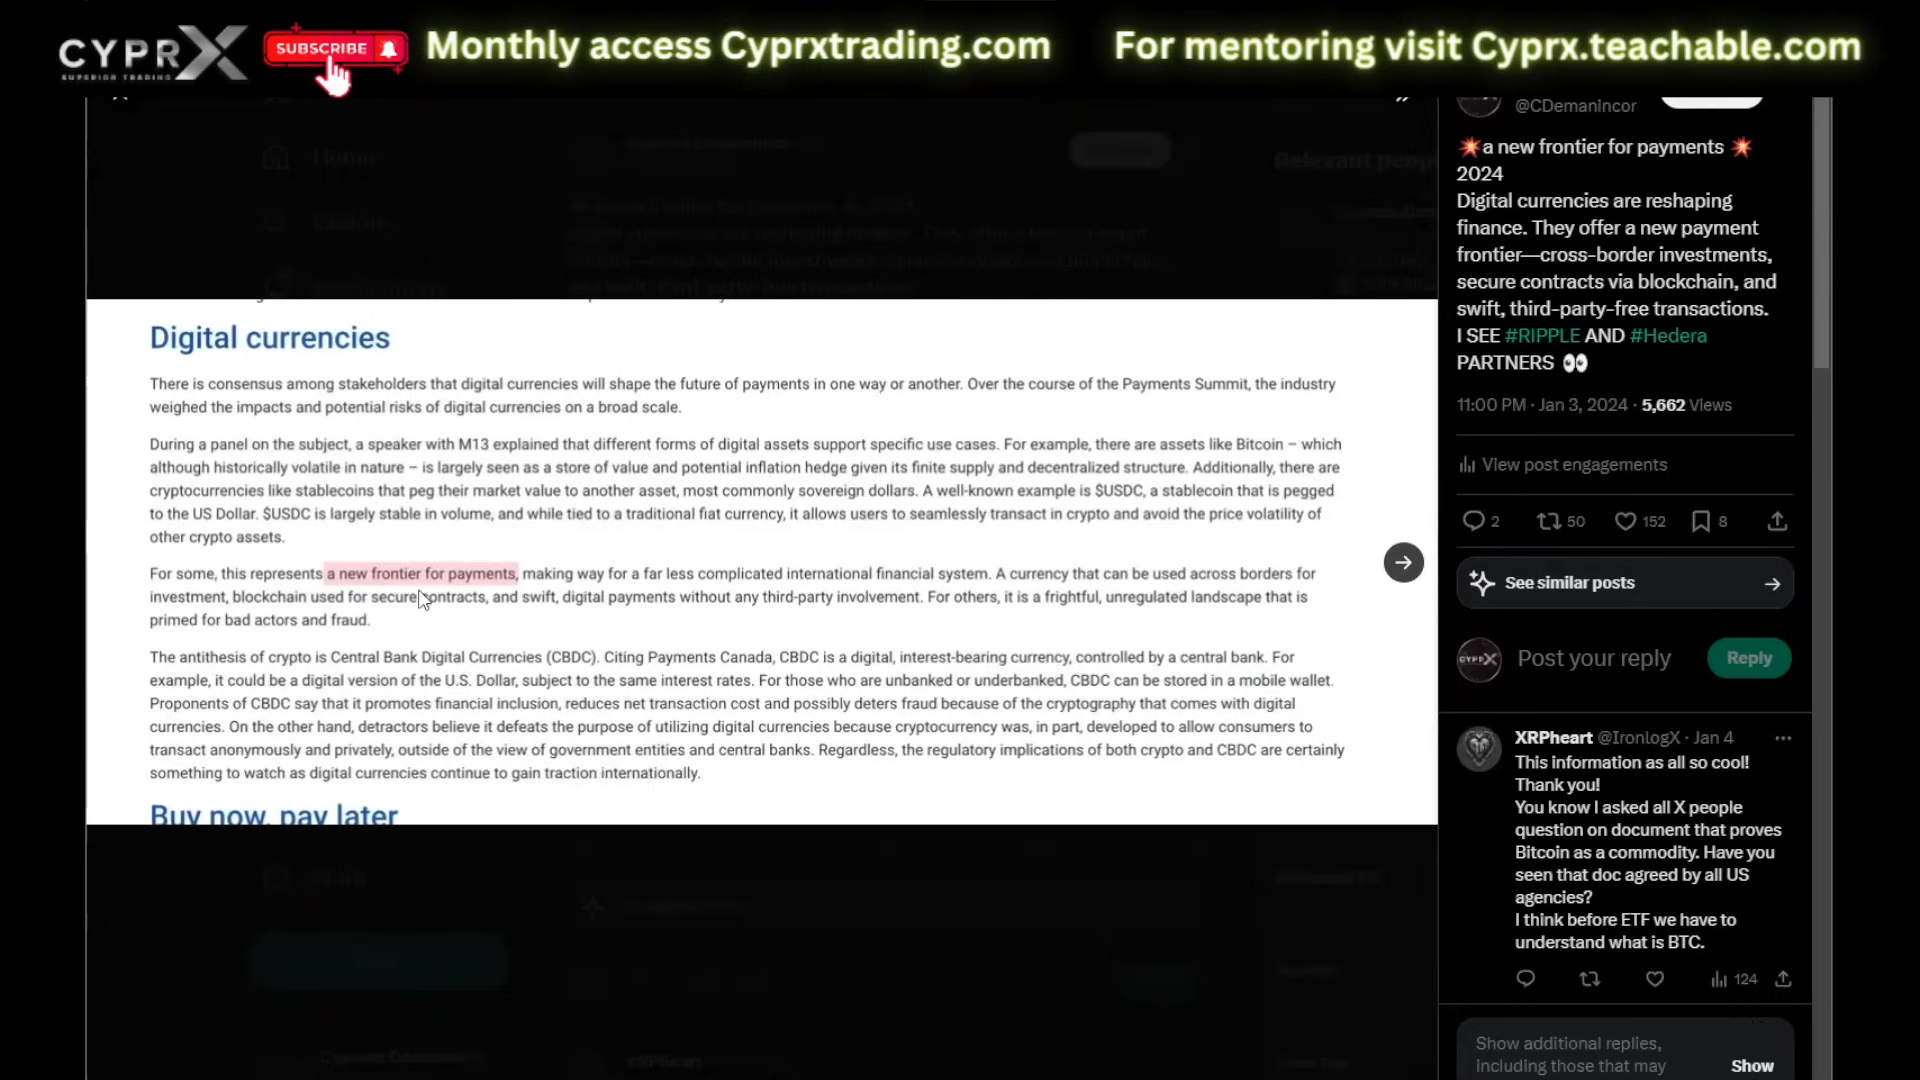 CYPRX
SUPERIOR TRADING
SUBSCRIBE
Monthly access Cyprxtrading.com
For mentoring visit Cyprx.teachable.com
Home
Relevant people
Digital currencies
There is consensus among stakeholders that digital currencies will shape the future of payments in one way or another. Over the course of the Payments Summit, the industry
weighed the impacts and potential risks of digital currencies on a broad scale.
During a panel on the subject, a speaker with M13 explained that different forms of digital assets support specific use cases. For example, there are assets like Bitcoin – which
although historically volatile in nature – is largely seen as a store of value and potential inflation hedge given its finite supply and decentralized structure. Additionally, there are
cryptocurrencies like stablecoins that peg their market value to another asset, most commonly sovereign dollars. A well-known example is $USDC, a stablecoin that is pegged
to the US Dollar. $USDC is largely stable in volume, and while tied to a traditional fiat currency, it allows users to seamlessly transact in crypto and avoid the price volatility of
other crypto assets.
For some, this represents a new frontier for payments, making way for a far less complicated international financial system. A currency that can be used across borders for
investment, blockchain used for secure contracts, and swift, digital payments without any third-party involvement. For others, it is a frightful, unregulated landscape that is
primed for bad actors and fraud.
The antithesis of crypto is Central Bank Digital Currencies (CBDC). Citing Payments Canada, CBDC is a digital, interest-bearing currency, controlled by a central bank. For
example, it could be a digital version of the U.S. Dollar, subject to the same interest rates. For those who are unbanked or underbanked, CBDC can be stored in a mobile wallet.
Proponents of CBDC say that it promotes financial inclusion, reduces net transaction cost and possibly deters fraud because of the cryptography that comes with digital
currencies. On the other hand, detractors believe it defeats the purpose of utilizing digital currencies because cryptocurrency was, in part, developed to allow consumers to
transact anonymously and privately, outside of the view of government entities and central banks. Regardless, the regulatory implications of both crypto and CBDC are certainly
something to watch as digital currencies continue to gain traction internationally.
Buy now, pay later
@CDemanincor
💥a new frontier for payments 💥
2024
Digital currencies are reshaping
finance. They offer a new payment
frontier—cross-border investments,
secure contracts via blockchain, and
swift, third-party-free transactions.
I SEE #RIPPLE AND #Hedera
PARTNERS 👀
11:00 PM · Jan 3, 2024 · 5,662 Views
View post engagements
2 50 152 8
See similar posts
CYPRX
Post your reply
Reply
XRPheart @IronlogX · Jan 4
This information as all so cool!
Thank you!
You know I asked all X people
question on document that proves
Bitcoin as a commodity. Have you
seen that doc agreed by all US
agencies?
I think before ETF we have to
understand what is BTC.
124
Show additional replies,
including those that may
Show